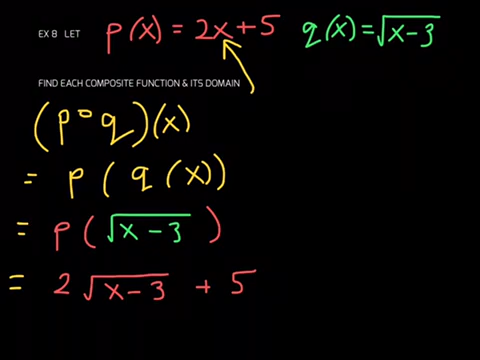 EX 8 LET p(x) = 2x+5 q(x) = √x-3
FIND EACH COMPOSITE FUNCTION & ITS DOMAIN
(p∘q)(x)
= p(q(x))
= p(√x-3)
= 2√x-3 + 5